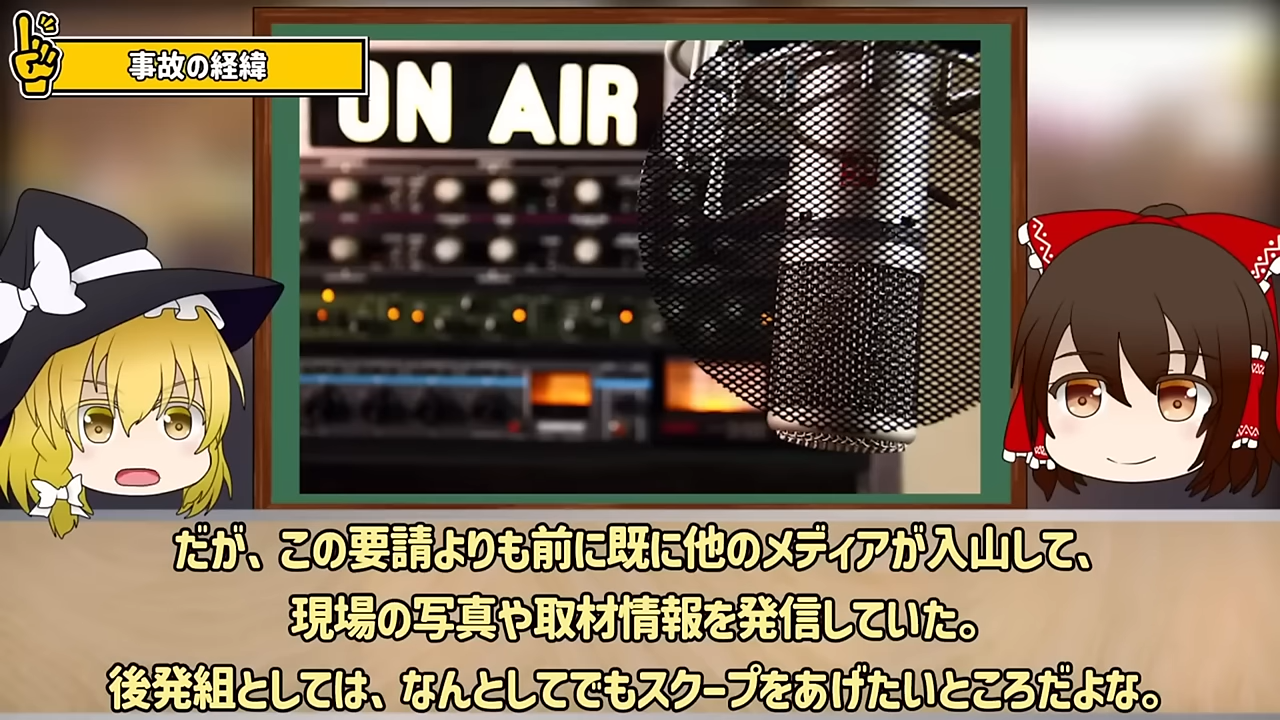 事故の経緯
ON AIR
だが、この要請よりも前に既に他のメディアが入山して、
現場の写真や取材情報を発信していた。
後発組としては、なんとしてでもスクープをあげたいところだよな。